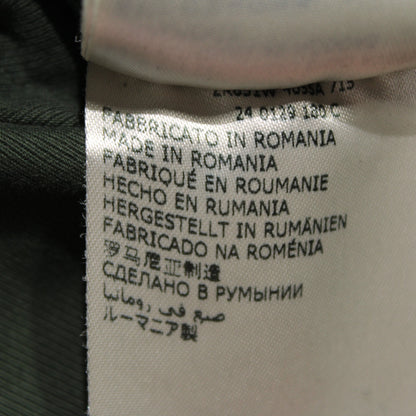 24 0129 180 C
FABBRICATO IN ROMANIA
MADE IN ROMANIA
FABRIQUÉ EN ROUMANIE
HECHO EN RUMANIA
HERGESTELLT IN RUMÄNIEN
FABRICADO NA ROMÉNIA
罗马尼亚制造
СДЕЛАНО В РУМЫНИИ
صنع في رومانيا
ルーマニア製